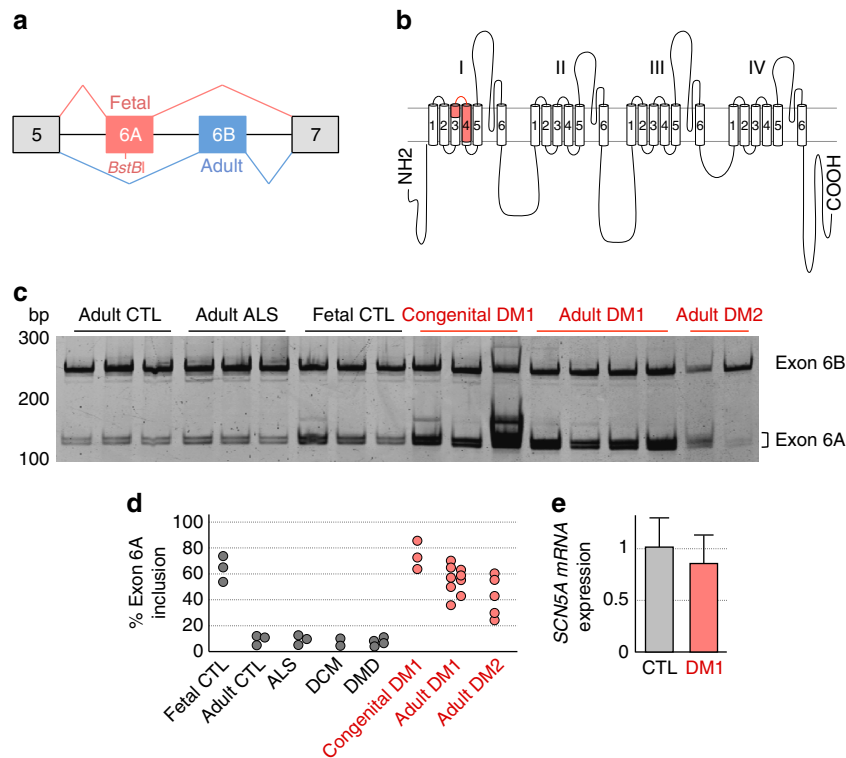 a
Fetal
5
6A
6B
7
BstBI
Adult
b
I
II
III
IV
1 2 3 4 5 6
1 2 3 4 5 6
1 2 3 4 5 6
1 2 3 4 5 6
NH2
COOH
c
bp
Adult CTL
Adult ALS
Fetal CTL
Congenital DM1
Adult DM1
Adult DM2
300
200
100
Exon 6B
Exon 6A
d
% Exon 6A
inclusion
100
80
60
40
20
0
Fetal CTL
Adult CTL
ALS
DCM
DMD
Congenital DM1
Adult DM1
Adult DM2
e
SCN5A mRNA
expression
1
0.5
0
CTL
DM1